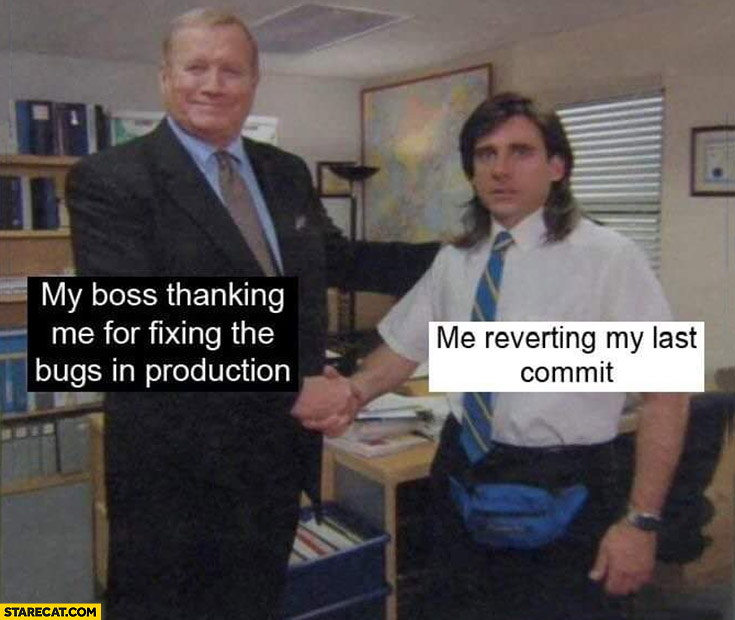 My boss thanking
me for fixing the
bugs in production
Me reverting my last
commit
STARECAT.COM